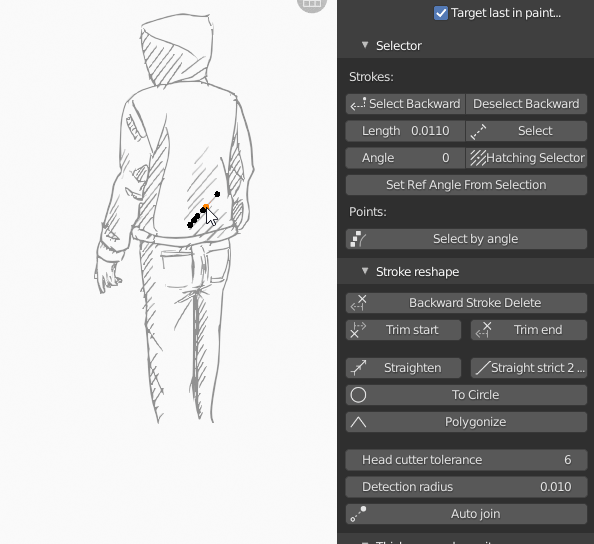 Target last in paint...
Selector
Strokes:
Select Backward Deselect Backward
Length 0.0110 Select
Angle 0 Hatching Selector
Set Ref Angle From Selection
Points:
Select by angle
Stroke reshape
Backward Stroke Delete
Trim start Trim end
Straighten Straight strict 2 ...
To Circle
Polygonize
Head cutter tolerance 6
Detection radius 0.010
Auto join